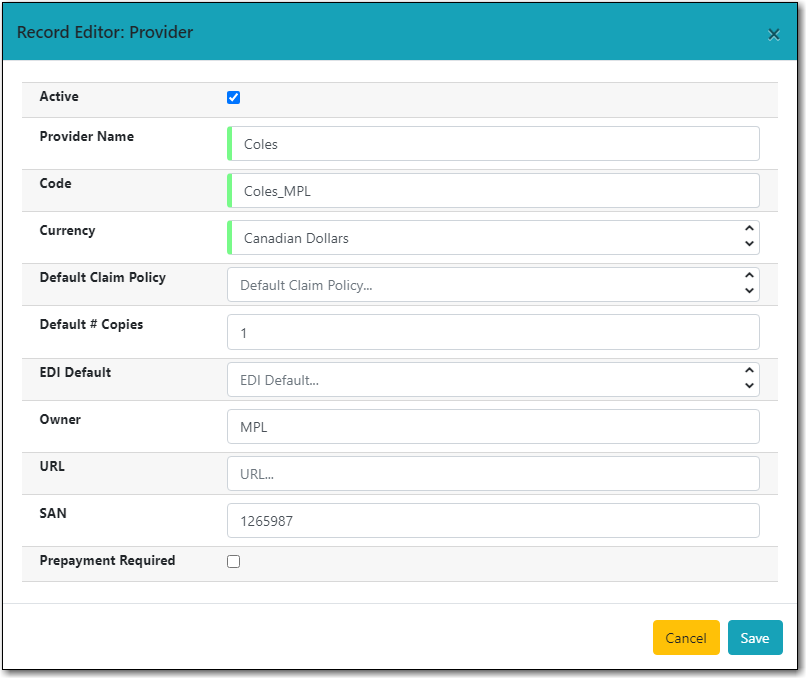 Record Editor: Provider ×
Active
Provider Name Coles
Code Coles_MPL
Currency Canadian Dollars
Default Claim Policy Default Claim Policy...
Default # Copies 1
EDI Default EDI Default...
Owner MPL
URL URL...
SAN 1265987
Prepayment Required
Cancel Save